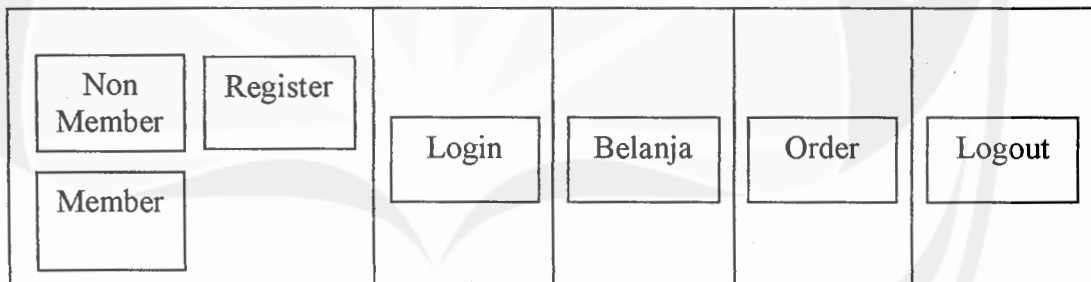 Non
Member
Register
Member
Login
Belanja
Order
Logout